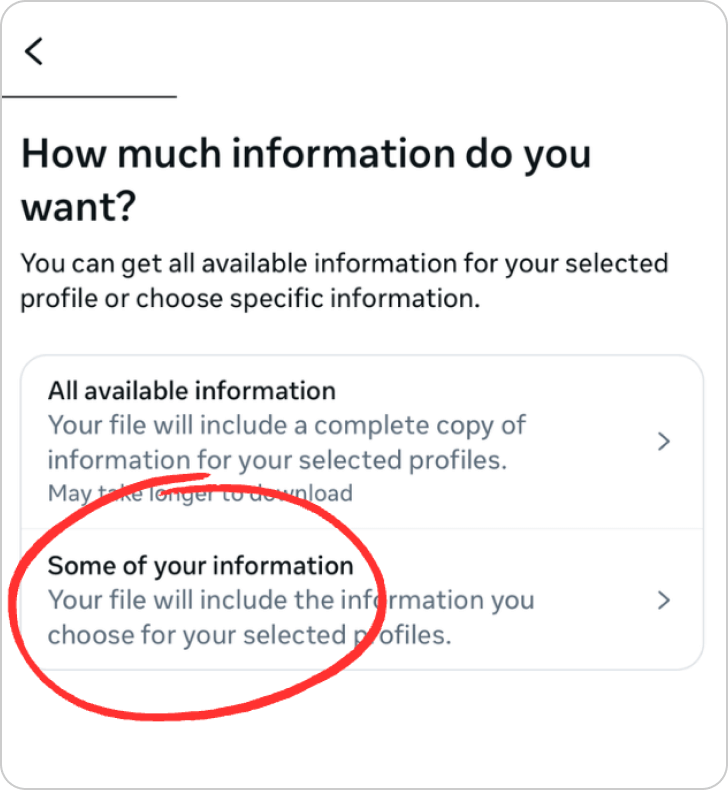 How much information do you
want?
You can get all available information for your selected
profile or choose specific information.
All available information
Your file will include a complete copy of
information for your selected profiles.
May take longer to download
Some of your information
Your file will include the information you
choose for your selected profiles.